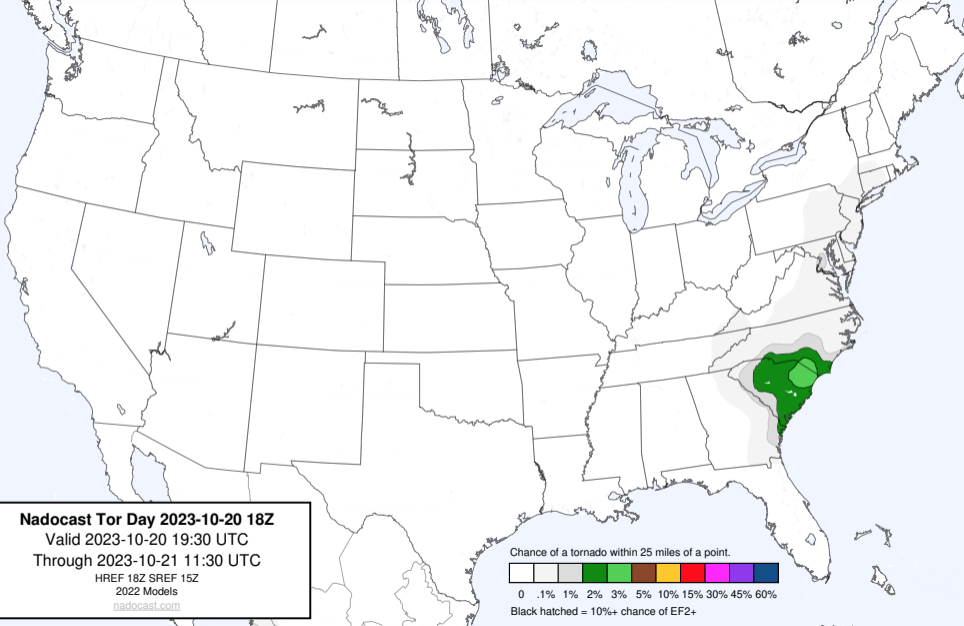 Nadocast Tor Day 2023-10-20 18Z
Valid 2023-10-20 19:30 UTC
Through 2023-10-21 11:30 UTC
HREF 18Z SREF 15Z
2022 Models
nadocast.com
Chance of a tornado within 25 miles of a point.
0 .1% 1% 2% 3% 5% 10% 15% 30% 45% 60%
Black hatched = 10%+ chance of EF2+